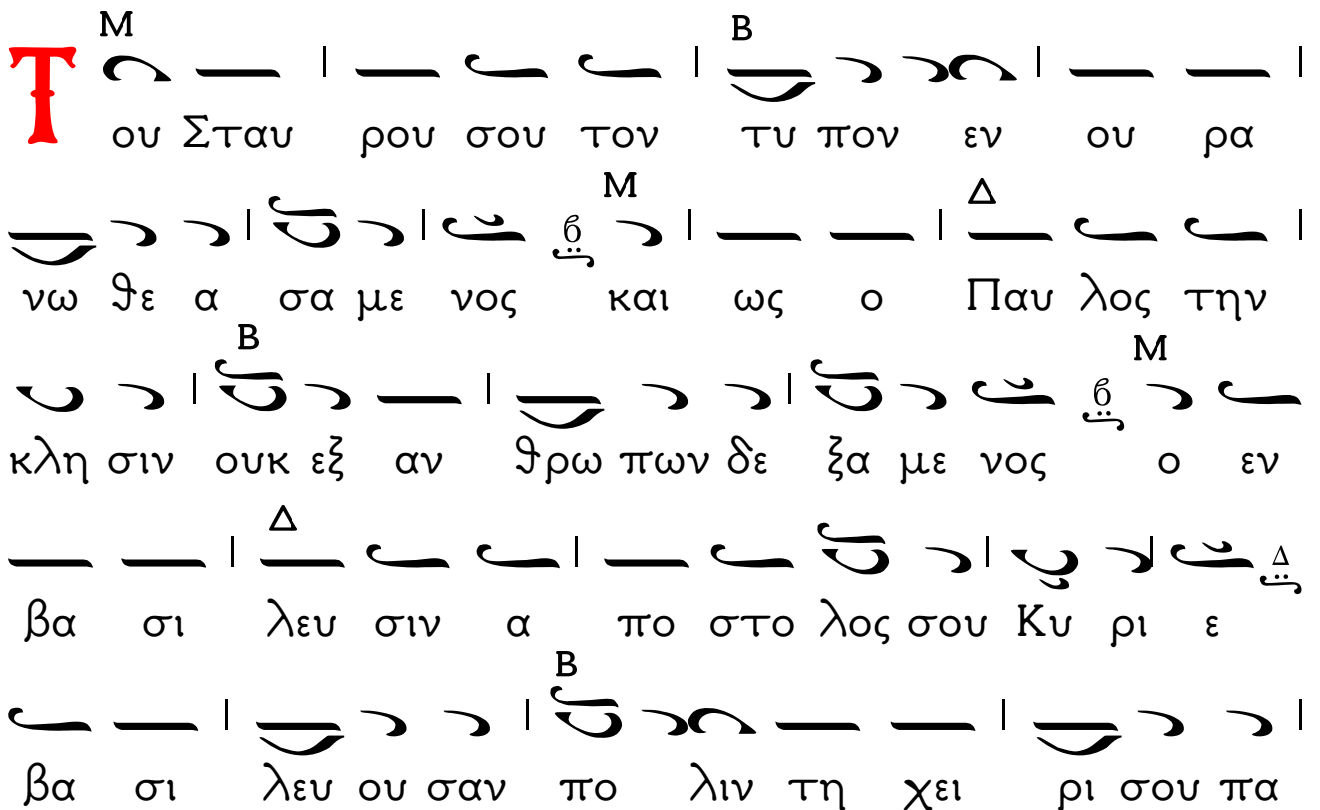 Μ Β
Τ ου Σταυ ρου σου τον τυ πον εν ου ρα
Μ Δ
νω θε α σα με νος και ως ο Παυ λος την
Β Μ
κλη σιν ουκ εξ αν θρω πων δε ξα με νος ο εν
Δ
βα σι λευ σιν α πο στο λος σου Κυ ρι ε
Β
βα σι λευ ου σαν πο λιν τη χει ρι σου πα